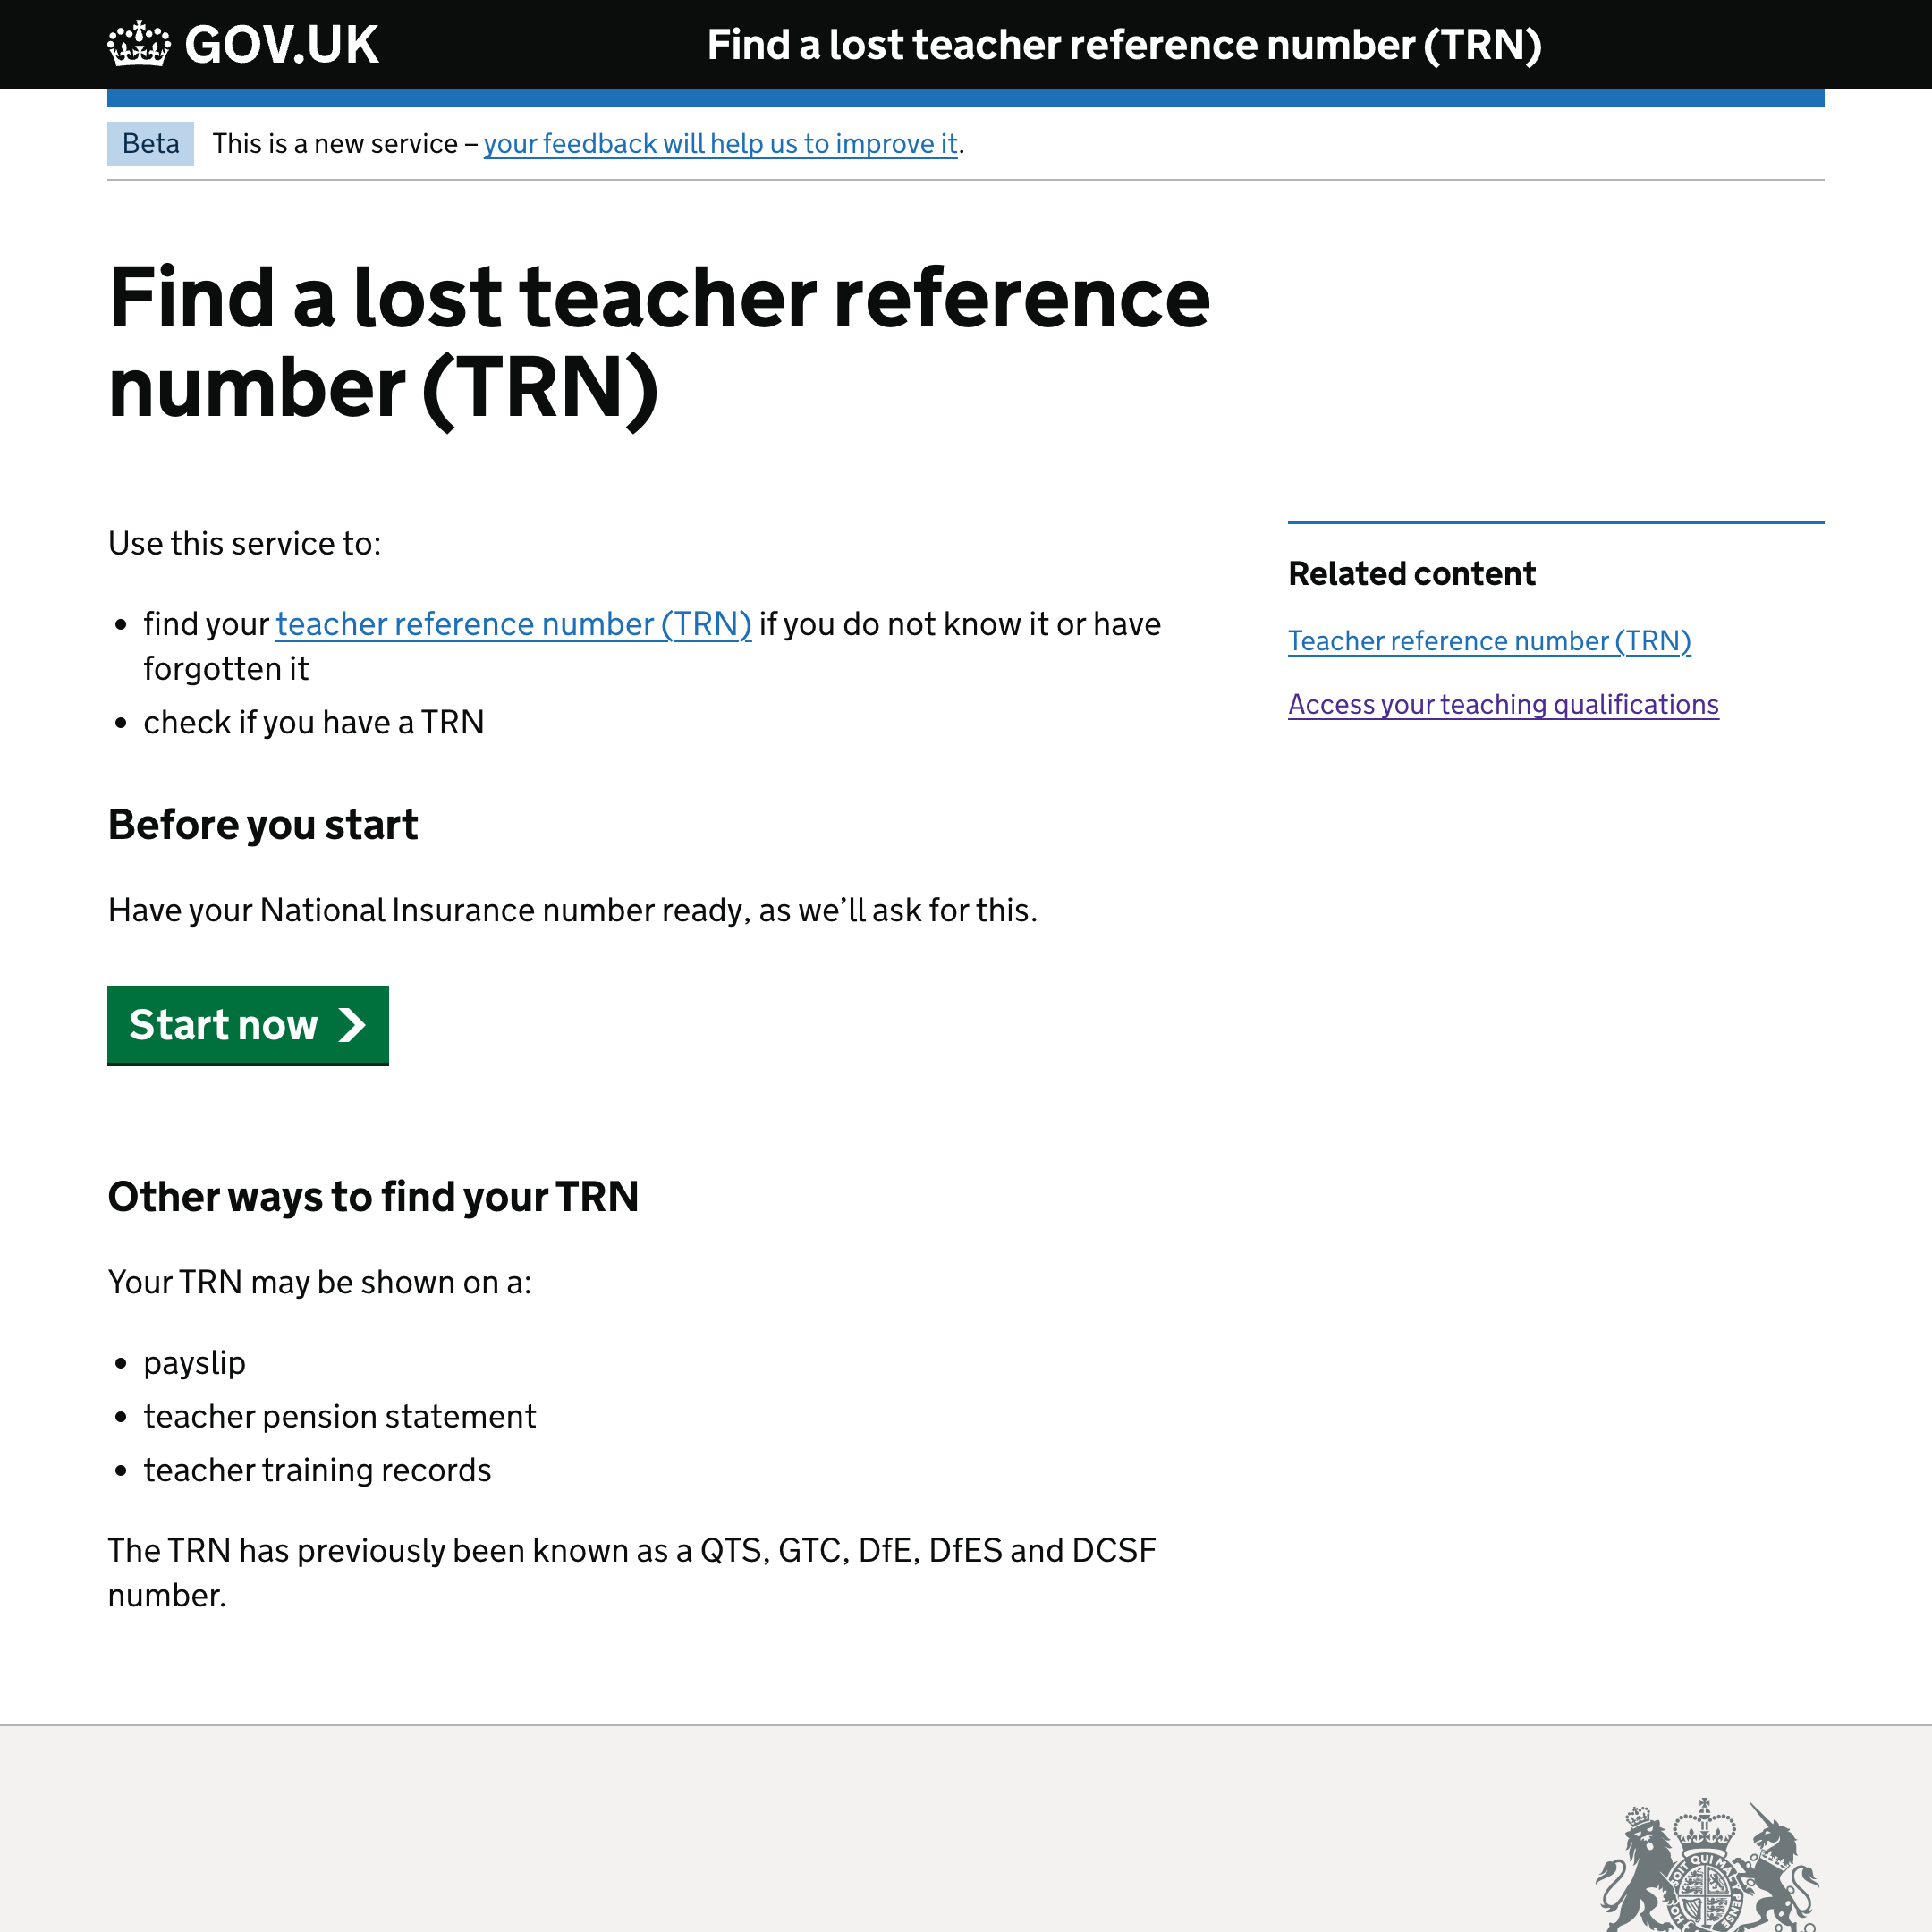 GOV.UK
Find a lost teacher reference number (TRN)
Beta
This is a new service – your feedback will help us to improve it.
Find a lost teacher reference
number (TRN)
Use this service to:
• find your teacher reference number (TRN) if you do not know it or have
forgotten it
• check if you have a TRN
Before you start
Have your National Insurance number ready, as we’ll ask for this.
Start now
Other ways to find your TRN
Your TRN may be shown on a:
• payslip
• teacher pension statement
• teacher training records
The TRN has previously been known as a QTS, GTC, DfE, DfES and DCSF
number.
Related content
Teacher reference number (TRN)
Access your teaching qualifications